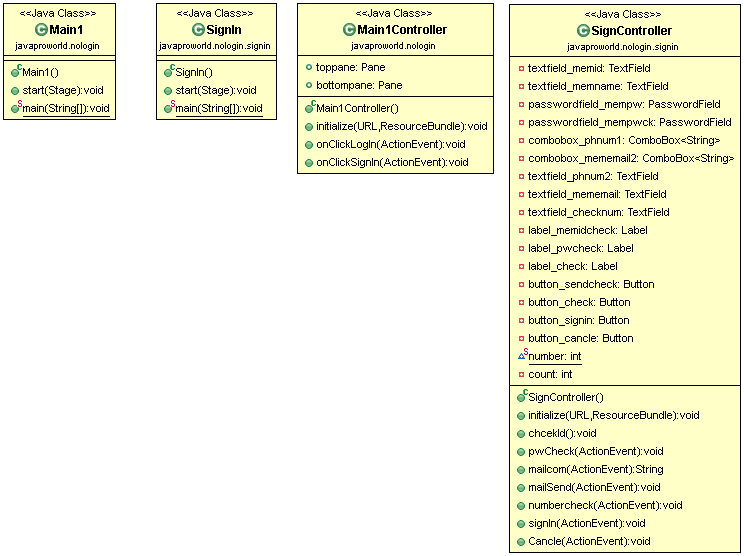 <<Java Class>>
Main1
javaproworld.nologin
Main1()
start(Stage):void
main(String[]):void
<<Java Class>>
SignIn
javaproworld.nologin.signin
SignIn()
start(Stage):void
main(String[]):void
<<Java Class>>
Main1Controller
javaproworld.nologin
toppane: Pane
bottompane: Pane
Main1Controller()
initialize(URL,ResourceBundle):void
onClickLogIn(ActionEvent):void
onClickSignIn(ActionEvent):void
<<Java Class>>
SignController
javaproworld.nologin.signin
textfield_memid: TextField
textfield_memname: TextField
passwordfield_mempw: PasswordField
passwordfield_mempwck: PasswordField
combobox_phnum1: ComboBox<String>
combobox_mememail2: ComboBox<String>
textfield_phnum2: TextField
textfield_mememail: TextField
textfield_checknum: TextField
label_memidcheck: Label
label_pwcheck: Label
label_check: Label
button_sendcheck: Button
button_check: Button
button_signin: Button
button_cancle: Button
number: int
count: int
SignController()
initialize(URL,ResourceBundle):void
chcekId():void
pwCheck(ActionEvent):void
mailcom(ActionEvent):String
mailSend(ActionEvent):void
numbercheck(ActionEvent):void
signIn(ActionEvent):void
Cancle(ActionEvent):void